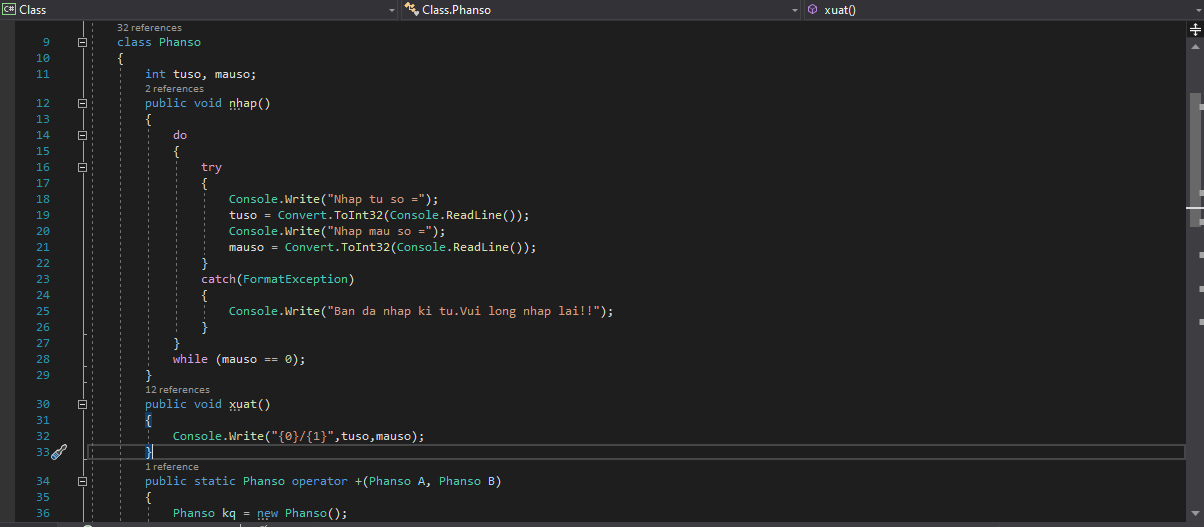 C# Class Class.Phanso xuat()
32 references
9 class Phanso
10 {
11 int tuso, mauso;
2 references
12 public void nhap()
13 {
14 do
15 {
16 try
17 {
18 Console.Write("Nhap tu so =");
19 tuso = Convert.ToInt32(Console.ReadLine());
20 Console.Write("Nhap mau so =");
21 mauso = Convert.ToInt32(Console.ReadLine());
22 }
23 catch(FormatException)
24 {
25 Console.Write("Ban da nhap ki tu.Vui long nhap lai!!");
26 }
27 }
28 while (mauso == 0);
29 }
12 references
30 public void xuat()
31 {
32 Console.Write("{0}/{1}",tuso,mauso);
33 }
1 reference
34 public static Phanso operator +(Phanso A, Phanso B)
35 {
36 Phanso kq = new Phanso();